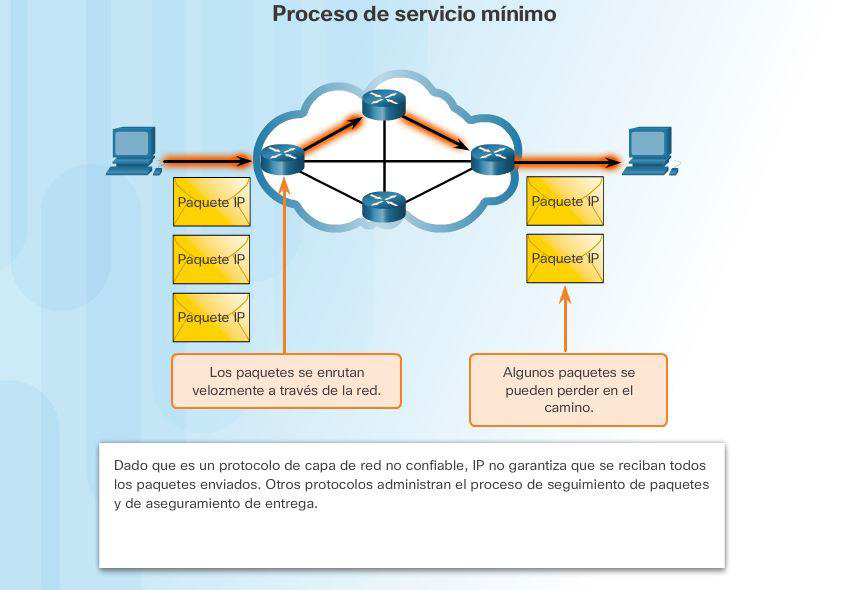 Proceso de servicio mínimo
Paquete IP
Paquete IP
Paquete IP
Paquete IP
Paquete IP
Los paquetes se enrutan
velozmente a través de la red.
Algunos paquetes se
pueden perder en el
camino.
Dado que es un protocolo de capa de red no confiable, IP no garantiza que se reciban todos
los paquetes enviados. Otros protocolos administran el proceso de seguimiento de paquetes
y de aseguramiento de entrega.